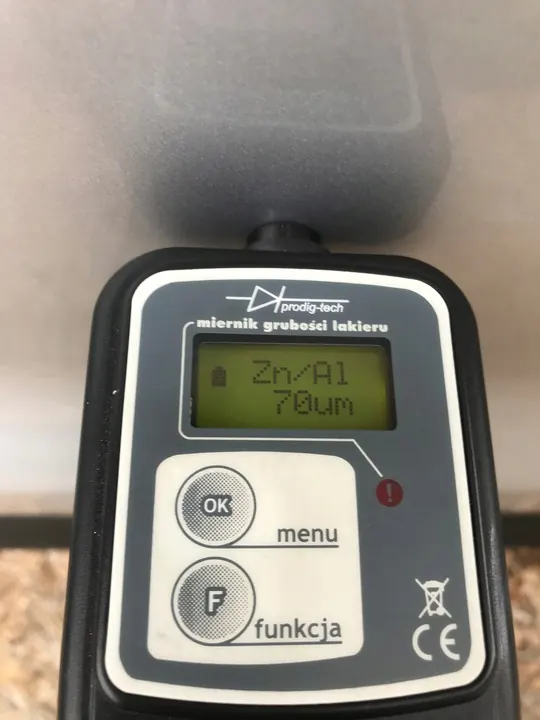 prodig-tech
miernik grubości lakieru
Zn/Al
70um
!
OK
menu
F
funkcja
CE